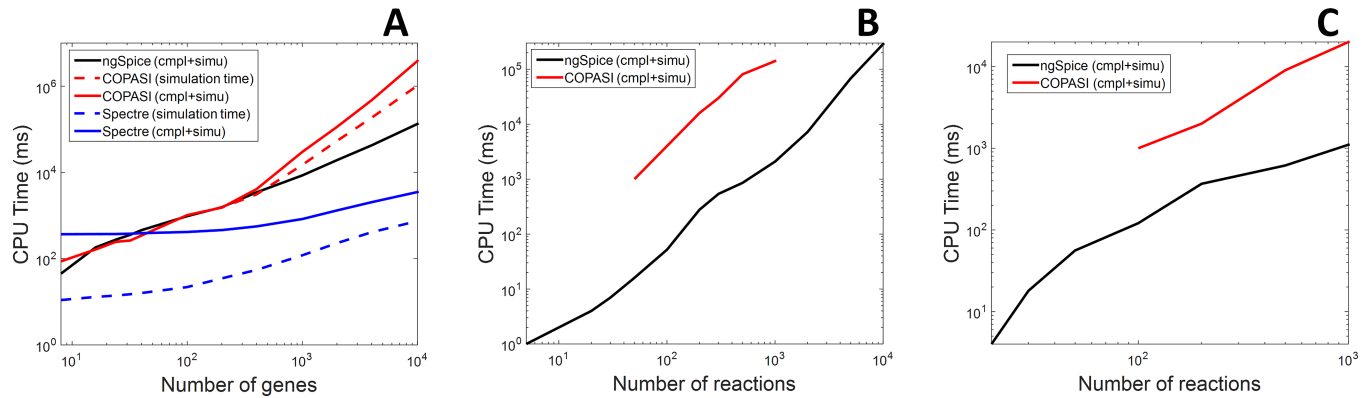 A
ngSpice (cmpl+simu)
COPASI (simulation time)
COPASI (cmpl+simu)
Spectre (simulation time)
Spectre (cmpl+simu)
CPU Time (ms)
10^6
10^4
10^2
10^0
10^1
10^2
10^3
10^4
Number of genes
B
ngSpice (cmpl+simu)
COPASI (cmpl+simu)
CPU Time (ms)
10^5
10^4
10^3
10^2
10^1
10^0
10^1
10^2
10^3
10^4
Number of reactions
C
ngSpice (cmpl+simu)
COPASI (cmpl+simu)
CPU Time (ms)
10^4
10^3
10^2
10^1
10^2
10^3
Number of reactions